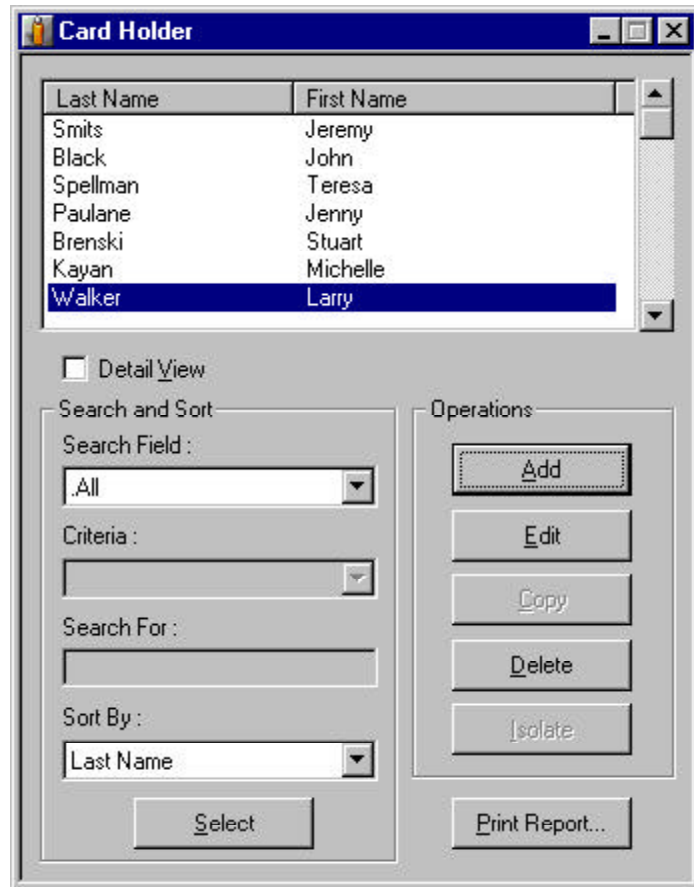 Card Holder
Last Name First Name
Smits Jeremy
Black John
Spellman Teresa
Paulane Jenny
Brenski Stuart
Kayan Michelle
Walker Larry
Detail View
Search and Sort
Search Field :
.All
Criteria :
Search For :
Sort By :
Last Name
Select
Operations
Add
Edit
Copy
Delete
Isolate
Print Report...